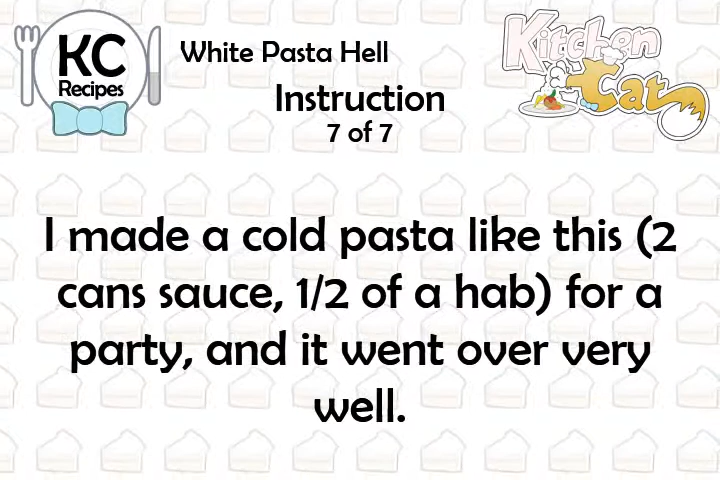 KC
Recipes
White Pasta Hell
Instruction
7 of 7
Kitchen
Cat
I made a cold pasta like this (2
cans sauce, 1/2 of a hab) for a
party, and it went over very
well.